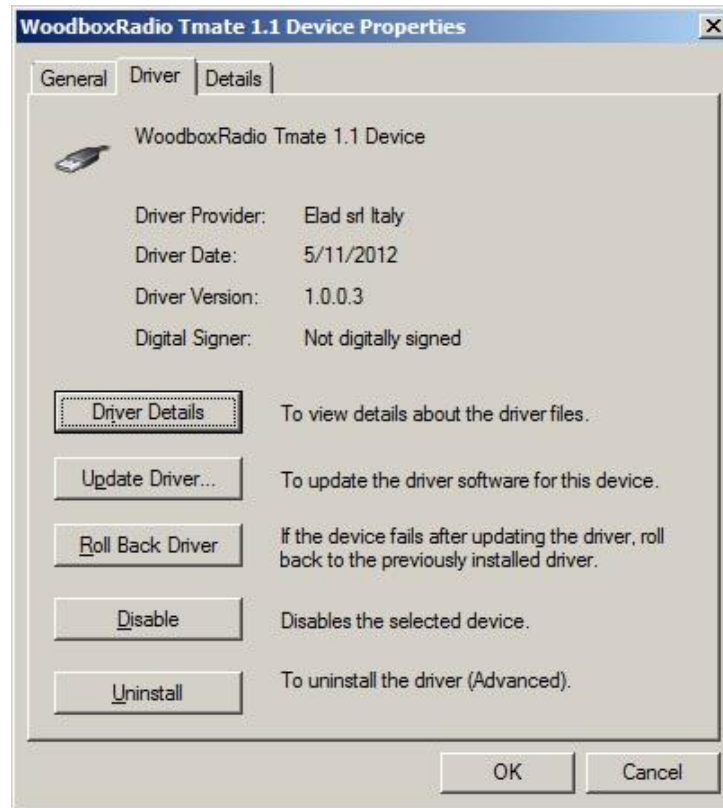 WoodboxRadio Tmate 1.1 Device Properties
General Driver Details
WoodboxRadio Tmate 1.1 Device
Driver Provider: Elad srl Italy
Driver Date: 5/11/2012
Driver Version: 1.0.0.3
Digital Signer: Not digitally signed
Driver Details To view details about the driver files.
Update Driver... To update the driver software for this device.
Roll Back Driver If the device fails after updating the driver, roll
back to the previously installed driver.
Disable Disables the selected device.
Uninstall To uninstall the driver (Advanced).
OK Cancel